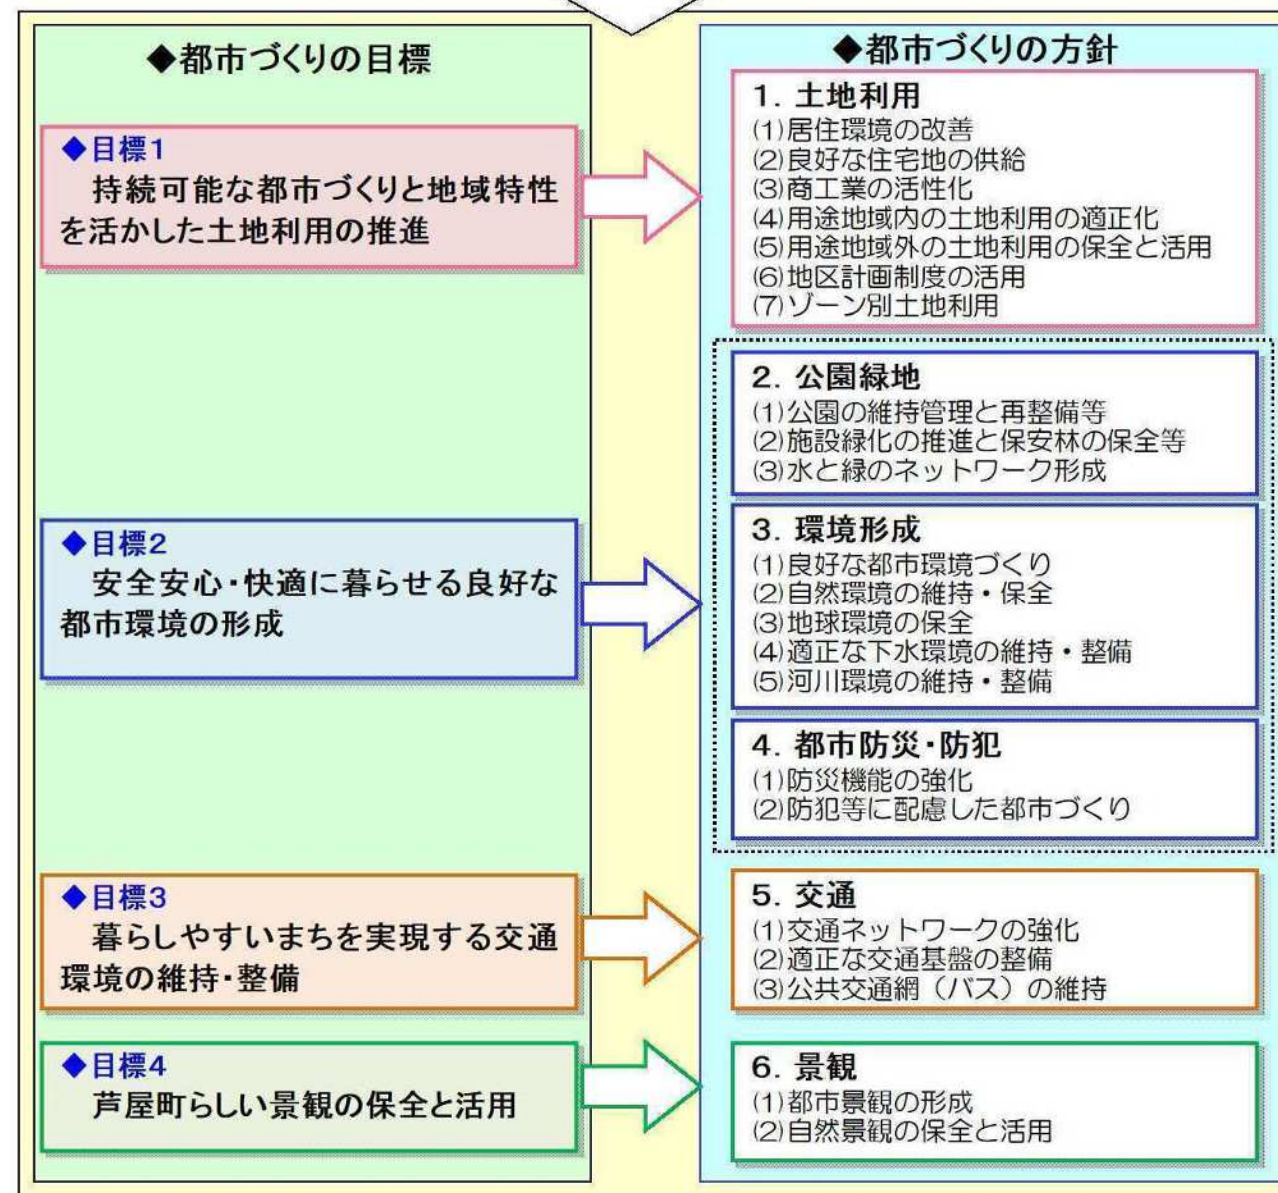 ◆都市づくりの目標
◆目標1
持続可能な都市づくりと地域特性
を活かした土地利用の推進
◆目標2
安全安心・快適に暮らせる良好な
都市環境の形成
◆目標3
暮らしやすいまちを実現する交通
環境の維持・整備
◆目標4
芦屋町らしい景観の保全と活用
◆都市づくりの方針
1. 土地利用
(1)居住環境の改善
(2)良好な住宅地の供給
(3)商工業の活性化
(4)用途地域内の土地利用の適正化
(5)用途地域外の土地利用の保全と活用
(6)地区計画制度の活用
(7)ゾーン別土地利用
2. 公園緑地
(1)公園の維持管理と再整備等
(2)施設緑化の推進と保安林の保全等
(3)水と緑のネットワーク形成
3. 環境形成
(1)良好な都市環境づくり
(2)自然環境の維持・保全
(3)地球環境の保全
(4)適正な下水環境の維持・整備
(5)河川環境の維持・整備
4. 都市防災・防犯
(1)防災機能の強化
(2)防犯等に配慮した都市づくり
5. 交通
(1)交通ネットワークの強化
(2)適正な交通基盤の整備
(3)公共交通網（バス）の維持
6. 景観
(1)都市景観の形成
(2)自然景観の保全と活用